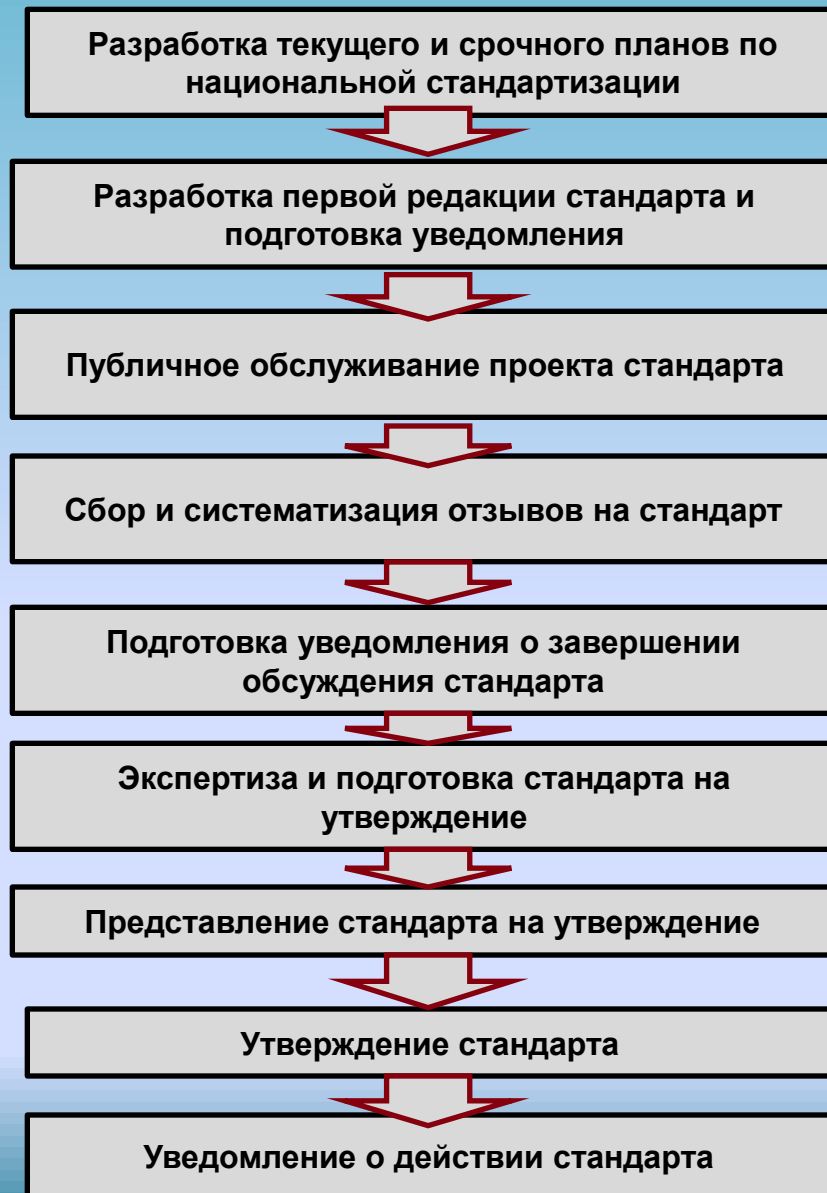 Разработка текущего и срочного планов по
национальной стандартизации
Разработка первой редакции стандарта и
подготовка уведомления
Публичное обслуживание проекта стандарта
Сбор и систематизация отзывов на стандарт
Подготовка уведомления о завершении
обсуждения стандарта
Экспертиза и подготовка стандарта на
утверждение
Представление стандарта на утверждение
Утверждение стандарта
Уведомление о действии стандарта